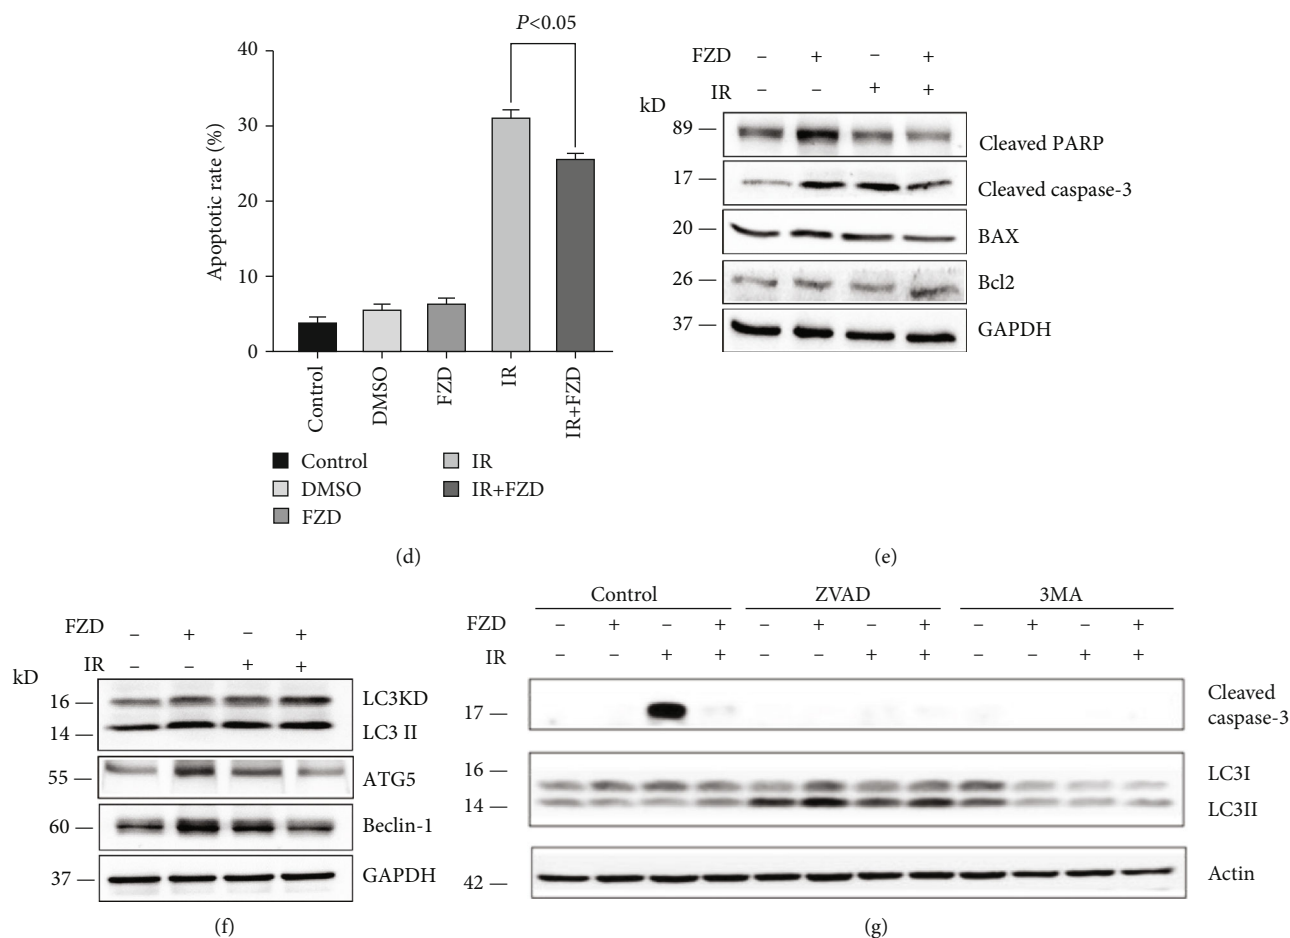 P<0.05
40
30
20
10
0
Apoptotic rate (%)
Control
DMSO
FZD
IR
IR+FZD
Control
DMSO
FZD
IR
IR+FZD
(d)
FZD – + – +
IR – – + +
kD
89 Cleaved PARP
17 Cleaved caspase-3
20 BAX
26 Bcl2
37 GAPDH
(e)
FZD – + – +
IR – – + +
kD
16 LC3KD
14 LC3 II
55 ATG5
60 Beclin-1
37 GAPDH
(f)
Control ZVAD 3MA
FZD – + – + – + – + – + – +
IR – – + + – – + + – – + +
17 Cleaved
caspase-3
16 LC3I
14 LC3II
42 Actin
(g)